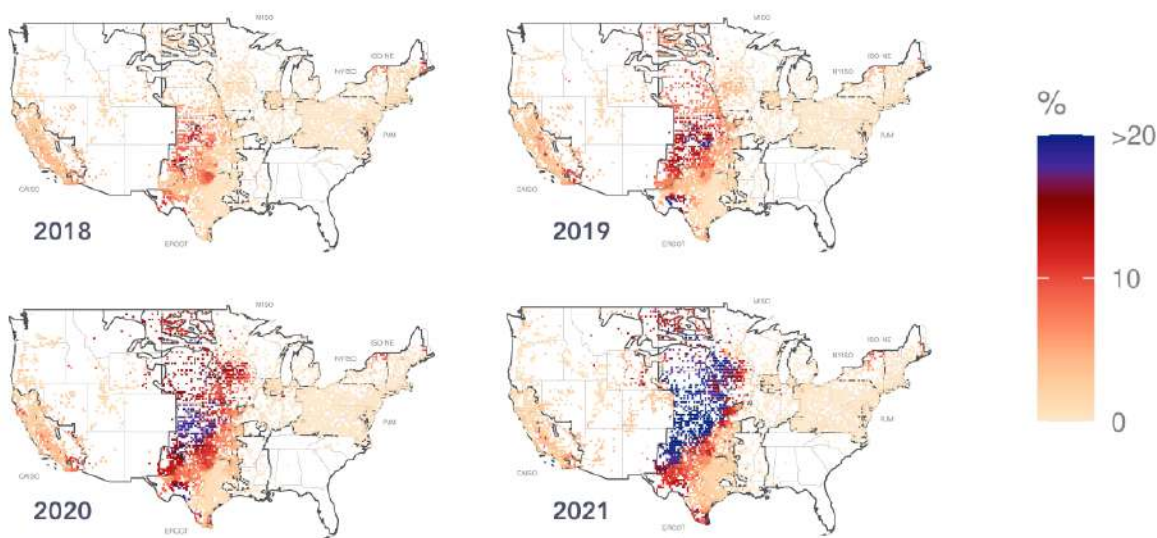 MISO
ISO-NE
NYISO
PJM
CAISO
ERCOT
2018
MISO
ISO-NE
NYISO
PJM
CAISO
ERCOT
2019
%
>20
10
0
MISO
ISO-NE
NYISO
PJM
CAISO
ERCOT
2020
MISO
ISO-NE
NYISO
PJM
CAISO
ERCOT
2021